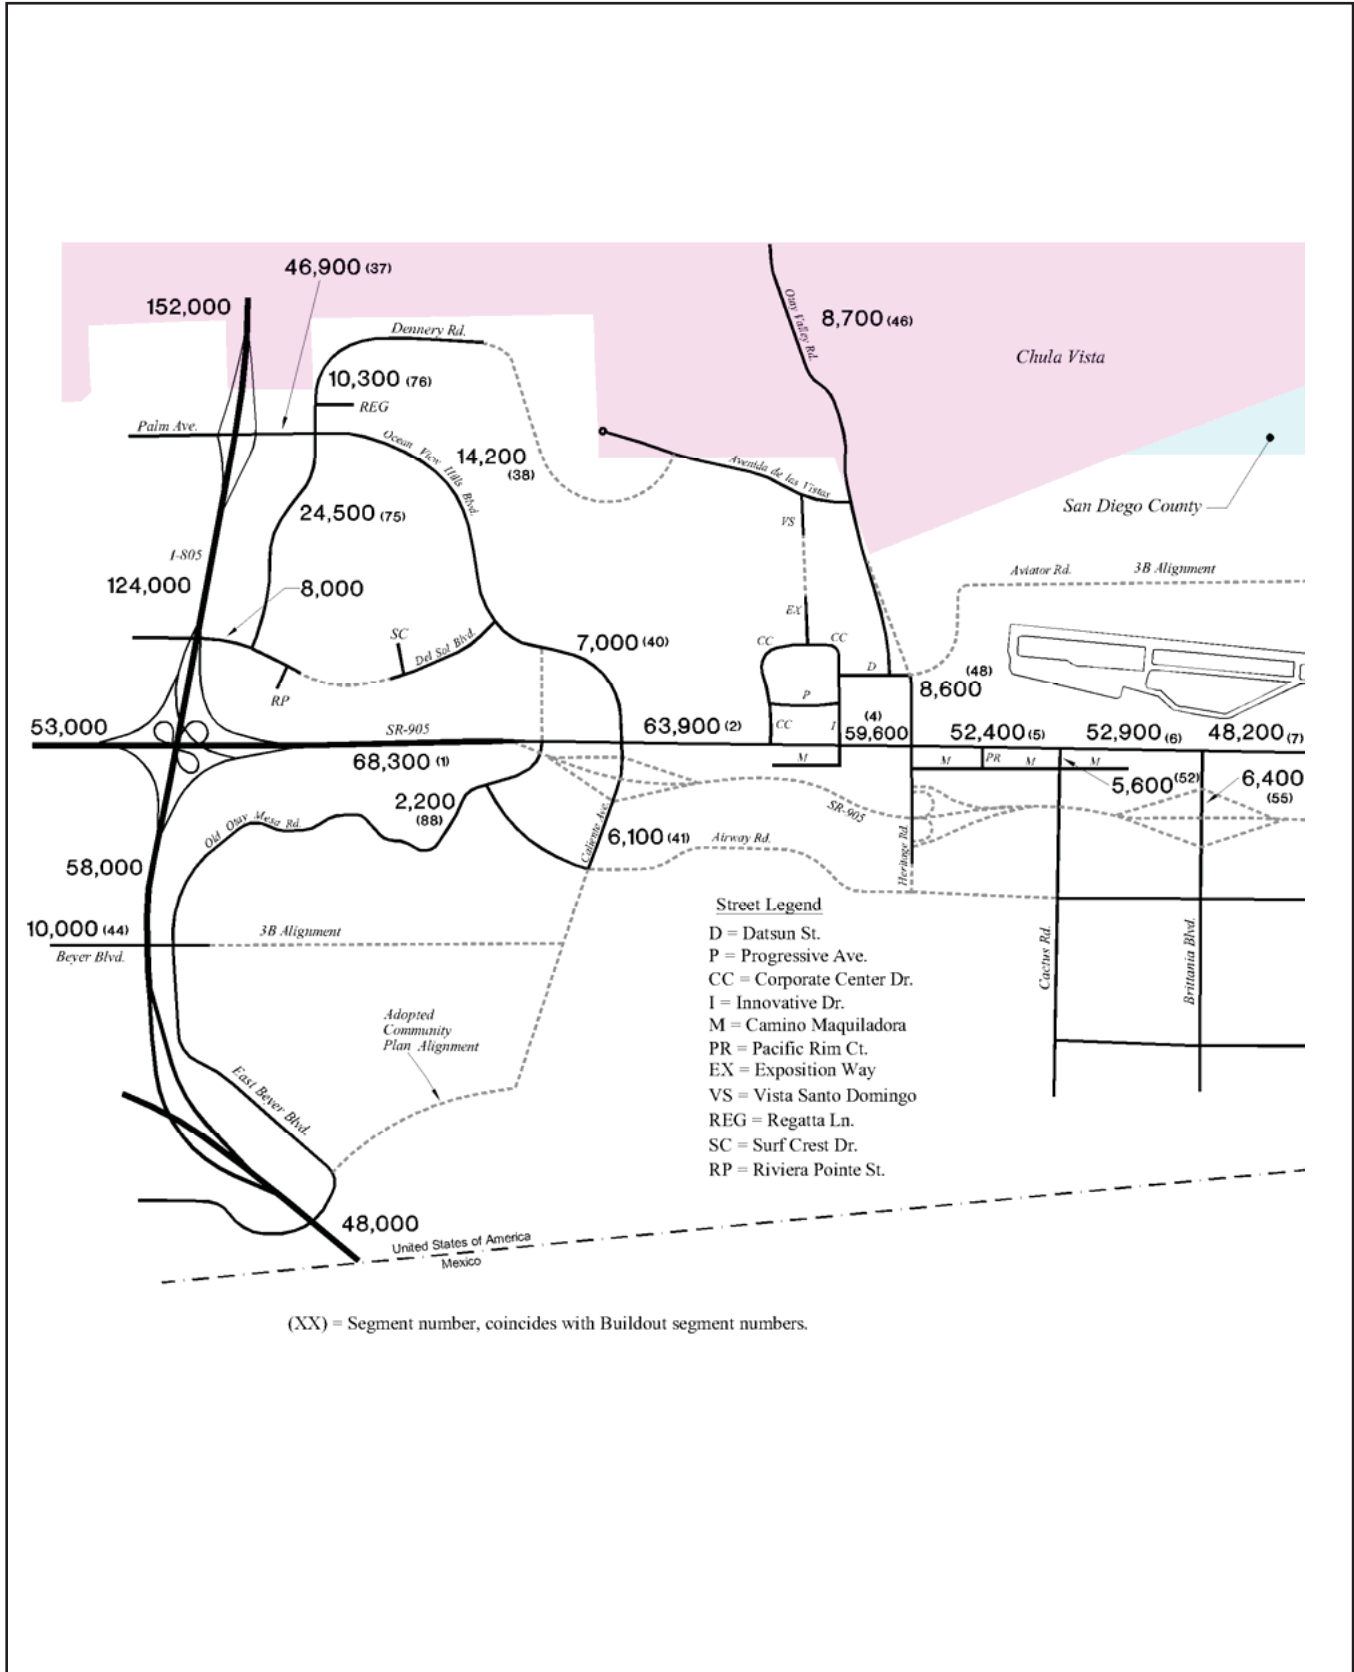 46,900 (37)
152,000
Dennery Rd.
Otay Valley Rd.
8,700 (46)
Chula Vista
10,300 (76)
REG
Palm Ave.
Ocean View Hills Blvd.
14,200
(38)
Avenida de las Vistas
24,500 (75)
VS
San Diego County
I-805
124,000
8,000
Aviator Rd.
3B Alignment
EX
SC
Del Sol Blvd.
7,000 (40)
CC
CC
D
(48)
8,600
RP
P
53,000
SR-905
63,900 (2)
CC
I
(4)
59,600
52,400 (5)
52,900 (6)
48,200 (7)
68,300 (1)
M
M
PR
M
M
5,600 (52)
6,400
(55)
2,200
(88)
Old Otay Mesa Rd.
Caliente Ave.
6,100 (41)
Airway Rd.
SR-905
Heritage Rd.
58,000
10,000 (44)
Beyer Blvd.
3B Alignment
Street Legend
D = Datsun St.
P = Progressive Ave.
CC = Corporate Center Dr.
I = Innovative Dr.
M = Camino Maquiladora
PR = Pacific Rim Ct.
EX = Exposition Way
VS = Vista Santo Domingo
REG = Regatta Ln.
SC = Surf Crest Dr.
RP = Riviera Pointe St.
Cactus Rd.
Brittania Blvd.
Adopted
Community
Plan Alignment
East Beyer Blvd.
48,000
United States of America
Mexico
(XX) = Segment number, coincides with Buildout segment numbers.